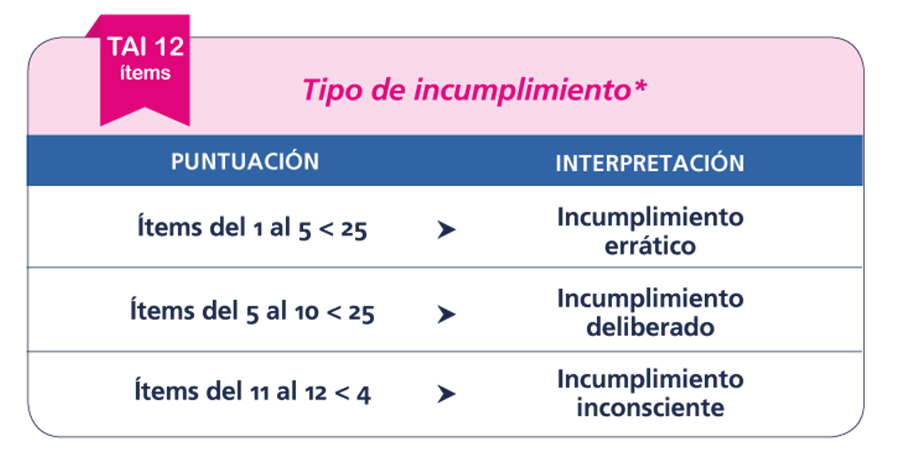 TAI 12
ítems
Tipo de incumplimiento*
PUNTUACIÓN
INTERPRETACIÓN
Ítems del 1 al 5 < 25 ➤ Incumplimiento
errático
Ítems del 5 al 10 < 25 ➤ Incumplimiento
deliberado
Ítems del 11 al 12 < 4 ➤ Incumplimiento
inconsciente